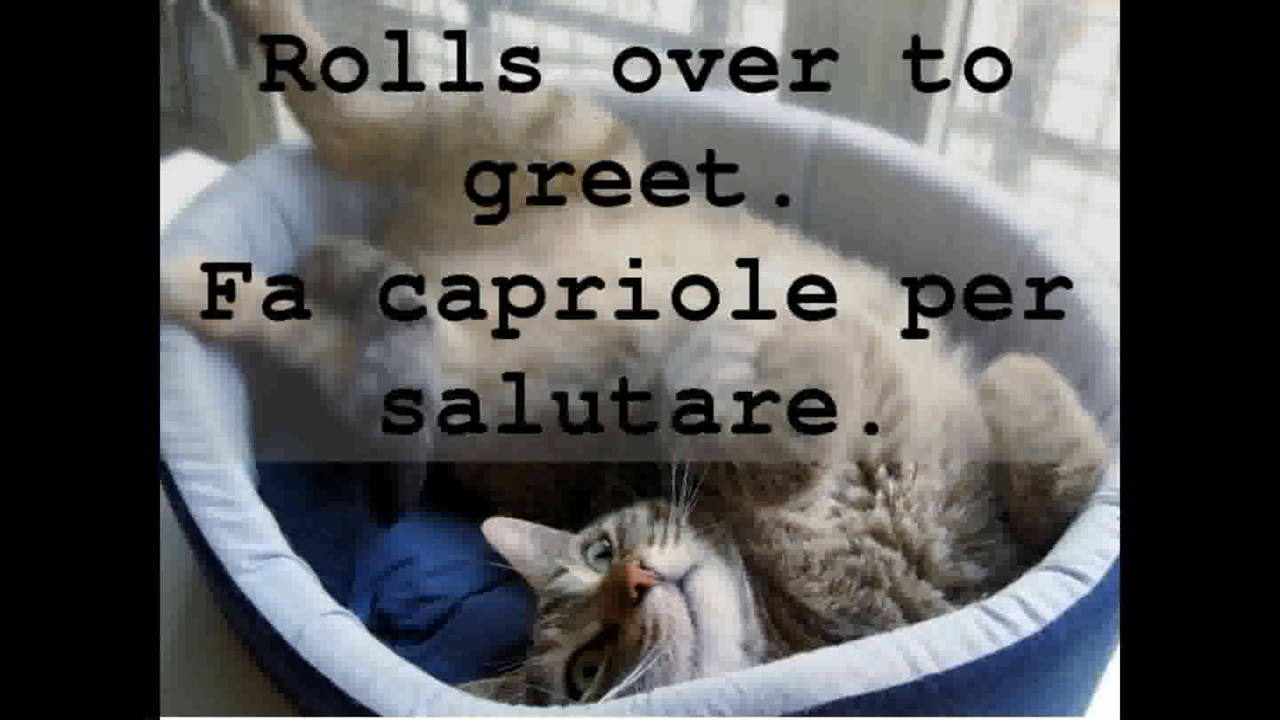 Rolls over to
greet.
Fa capriole per
salutare.